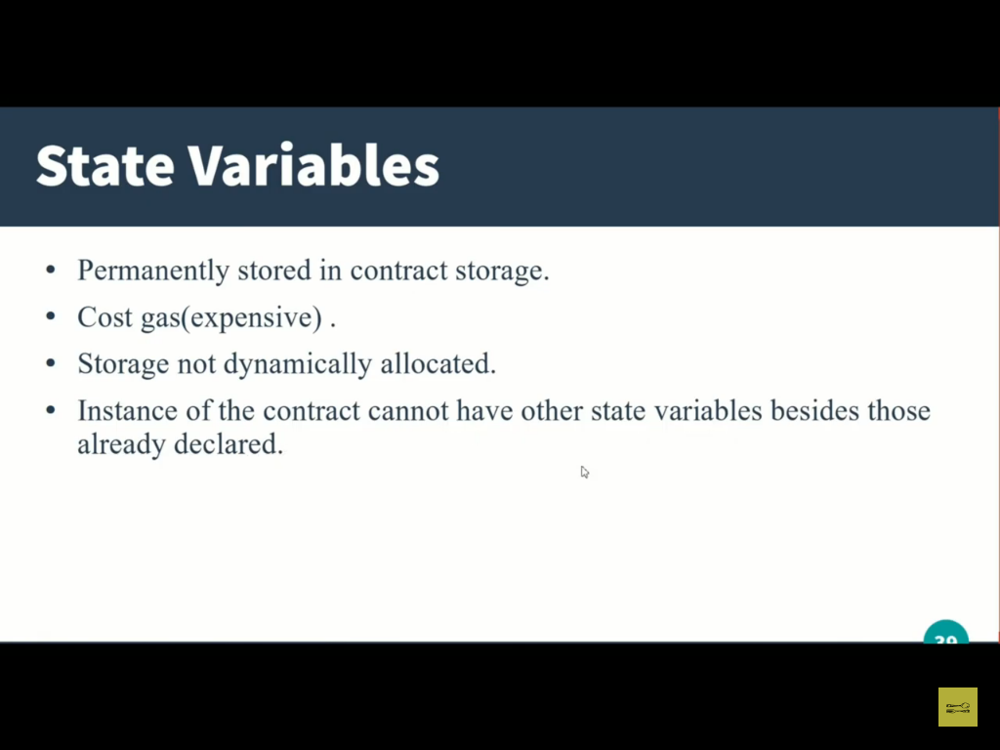 State Variables
• Permanently stored in contract storage.
• Cost gas(expensive) .
• Storage not dynamically allocated.
• Instance of the contract cannot have other state variables besides those
already declared.